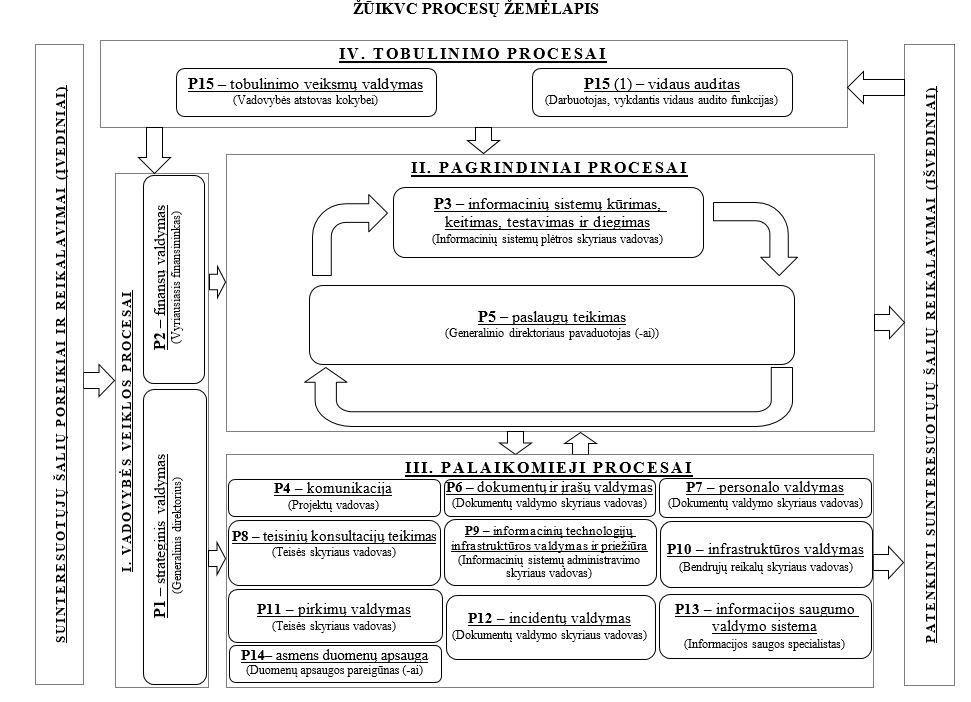 ŽŪIKVC PROCESŲ ŽEMĖLAPIS
SUINTERESUOTŲJŲ ŠALIŲ POREIKIAI IR REIKALAVIMAI (ĮVEDINIAI)
IV. TOBULINIMO PROCESAI
P15 – tobulinimo veiksmų valdymas
(Vadovybės atstovas kokybei)
P15 (1) – vidaus auditas
(Darbuotojas, vykdantis vidaus audito funkcijas)
I. VADOVYBĖS VEIKLOS PROCESAI
P2 – finansų valdymas
(Vyriausiasis finansininkas)
P1 – strateginis valdymas
(Generalinis direktorius)
II. PAGRINDINIAI PROCESAI
P3 – informacinių sistemų kūrimas,
keitimas, testavimas ir diegimas
(Informacinių sistemų plėtros skyriaus vadovas)
P5 – paslaugų teikimas
(Generalinio direktoriaus pavaduotojas (-ai))
III. PALAIKOMIEJI PROCESAI
P4 – komunikacija
(Projektų vadovas)
P6 – dokumentų ir įrašų valdymas
(Dokumentų valdymo skyriaus vadovas)
P7 – personalo valdymas
(Dokumentų valdymo skyriaus vadovas)
P8 – teisinių konsultacijų teikimas
(Teisės skyriaus vadovas)
P9 – informacinių technologijų
infrastruktūros valdymas ir priežiūra
(Informacinių sistemų administravimo
skyriaus vadovas)
P10 – infrastruktūros valdymas
(Bendrųjų reikalų skyriaus vadovas)
P11 – pirkimų valdymas
(Teisės skyriaus vadovas)
P12 – incidentų valdymas
(Dokumentų valdymo skyriaus vadovas)
P13 – informacijos saugumo
valdymo sistema
(Informacijos saugos specialistas)
P14– asmens duomenų apsauga
(Duomenų apsaugos pareigūnas (-ai)
PATENKINTI SUINTERESUOTŲJŲ ŠALIŲ REIKALAVIMAI (IŠVEDINIAI)